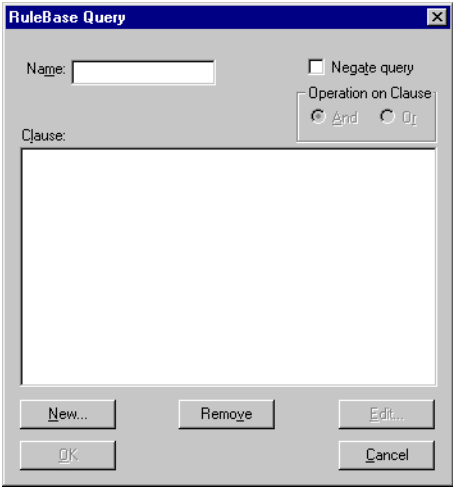 RuleBase Query
Name:
Negate query
Operation on Clause
And Or
Clause:
New... Remove Edit...
OK Cancel